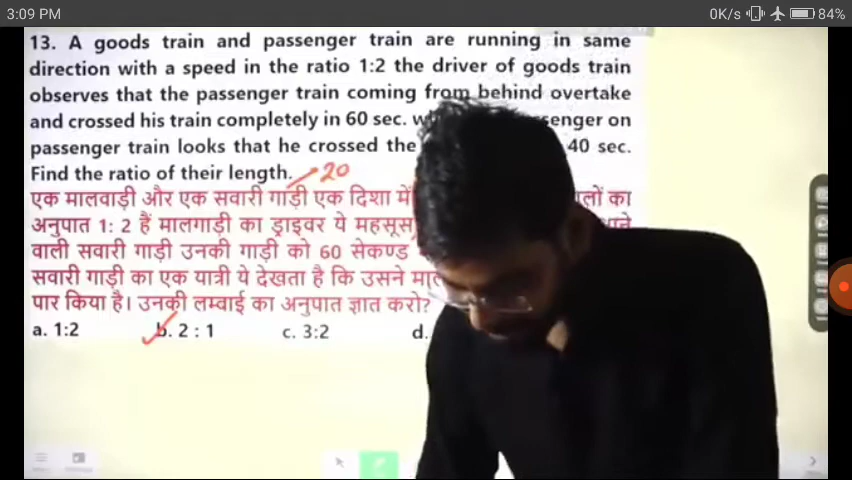 3:09 PM
0K/s 84%
13. A goods train and passenger train are running in same
direction with a speed in the ratio 1:2 the driver of goods train
observes that the passenger train coming from behind overtake
and crossed his train completely in 60 sec. senger on
passenger train looks that he crossed the 40 sec.
Find the ratio of their length. 20
एक मालवाड़ी और एक सवारी गाड़ी एक दिशा में लों का
अनुपात 1: 2 हैं मालगाड़ी का ड्राइवर ये महसूस
वाली सवारी गाड़ी उनकी गाड़ी को 60 सेकण्ड
सवारी गाड़ी का एक यात्री ये देखता है कि उसने
पार किया है। उनकी लम्वाई का अनुपात ज्ञात करो?
a. 1:2 b. 2 : 1 c. 3:2 d.